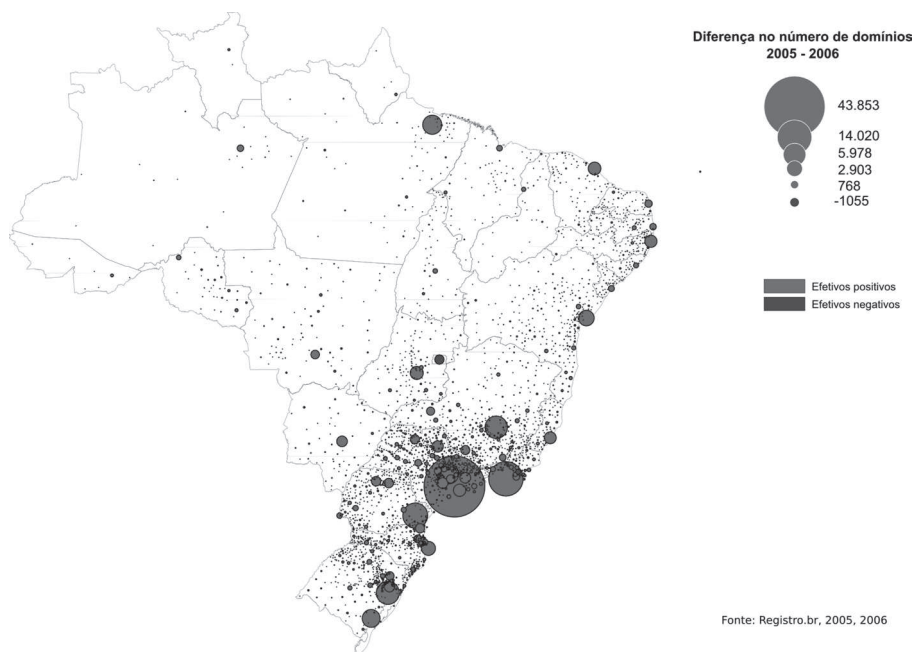 Diferença no número de domínios
2005 - 2006
43.853
14.020
5.978
2.903
768
-1055
Efetivos positivos
Efetivos negativos
Fonte: Registro.br, 2005, 2006